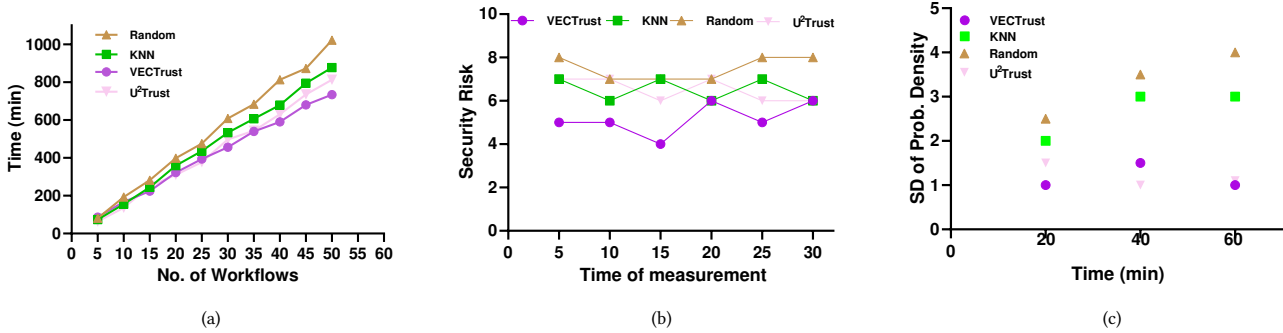 Time (min)
1000
800
600
400
200
0
Random
KNN
VECTrust
U²Trust
0 5 10 15 20 25 30 35 40 45 50 60
No. of Workflows
(a)
Security Risk
10
8
6
4
2
0
VECTrust KNN Random U²Trust
0 5 10 15 20 25 30
Time of measurement
(b)
SD of Prob. Density
5
4
3
2
1
0
VECTrust
KNN
Random
U²Trust
0 20 40 60
Time (min)
(c)